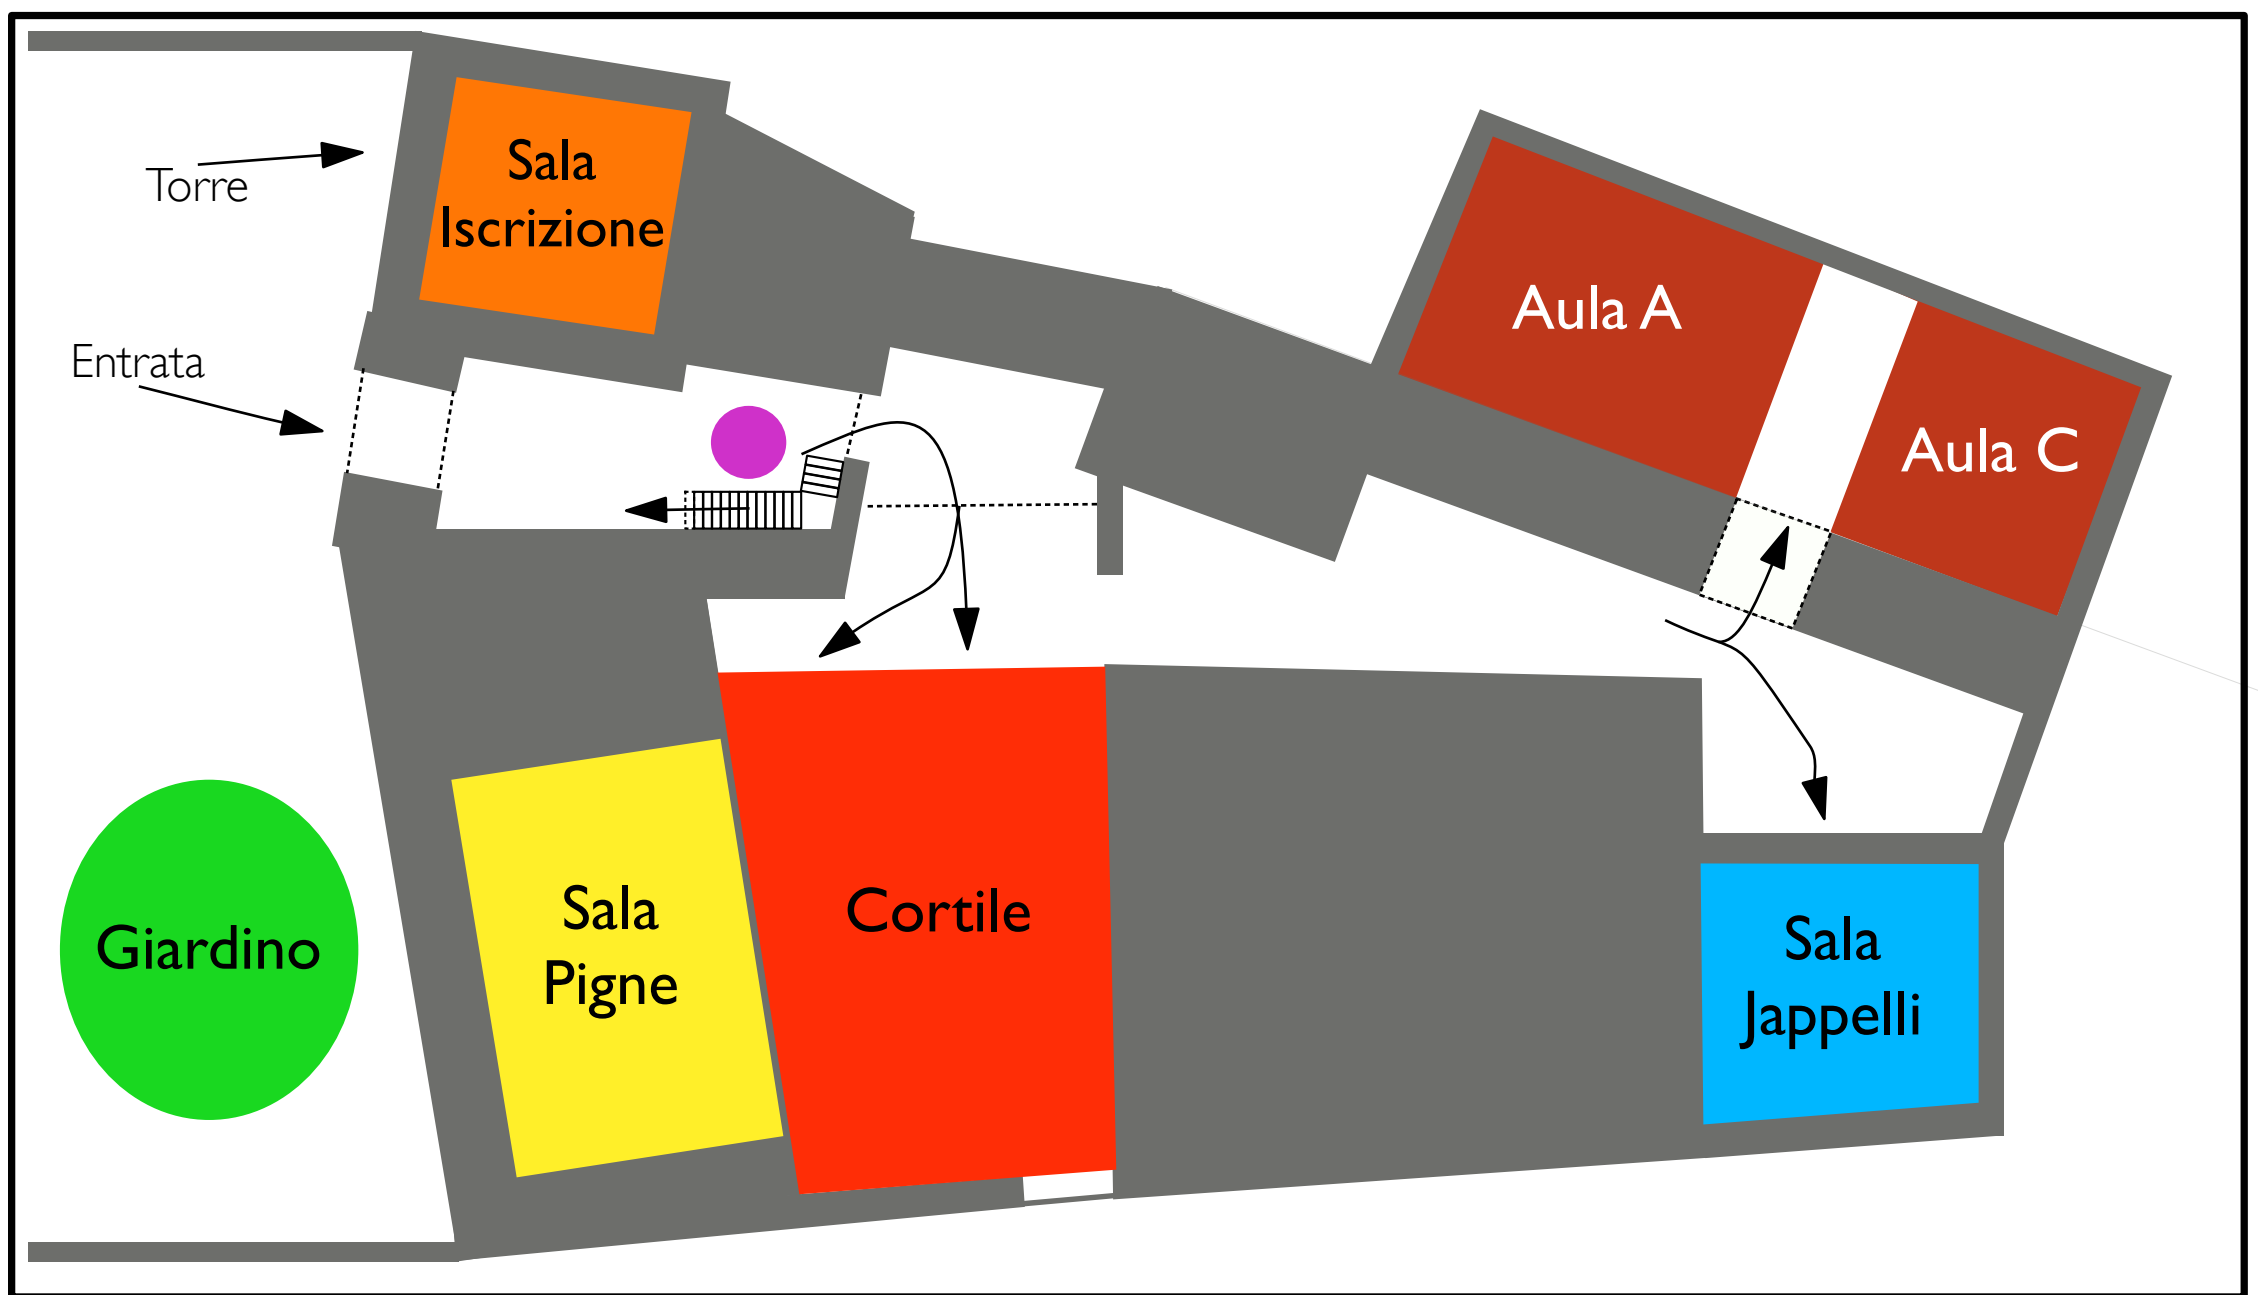 Torre
Sala
Iscrizione
Entrata
Aula A
Aula C
Giardino
Sala
Pigne
Cortile
Sala
Jappelli